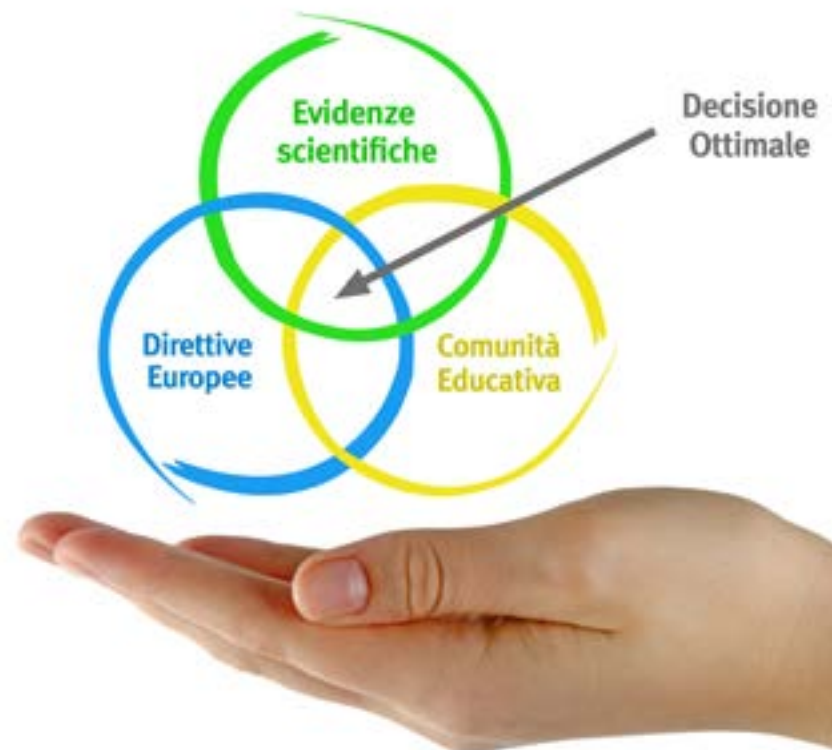 Evidenze
scientifiche
Decisione
Ottimale
Direttive
Europee
Comunità
Educativa